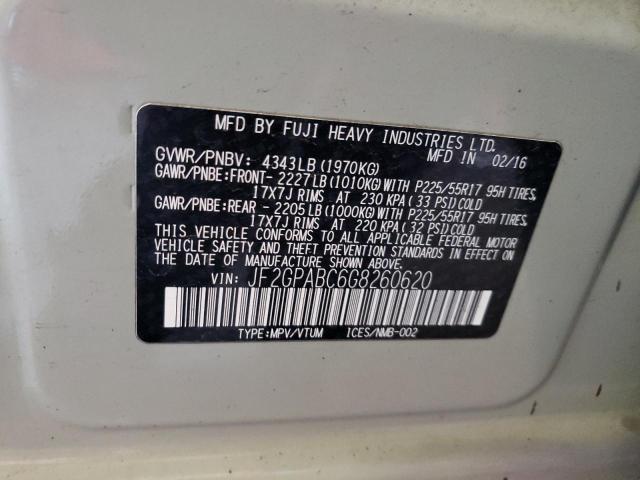 MFD BY FUJI HEAVY INDUSTRIES LTD.
MFD IN 02/16
GVWR/PNBV: 4343LB (1970KG)
GAWR/PNBE:FRONT- 2227LB (1010KG) WITH P225/55R17 95H TIRES,
17X7J RIMS AT 230 KPA (33 PSI) COLD
GAWR/PNBE:REAR - 2205LB (1000KG) WITH P225/55R17 95H TIRES,
17X7J RIMS AT 220 KPA (32 PSI) COLD
THIS VEHICLE CONFORMS TO ALL APPLICABLE FEDERAL MOTOR
VEHICLE SAFETY AND THEFT PREVENTION STANDARDS IN EFFECT ON
THE DATE OF MANUFACTURE SHOWN ABOVE.
VIN: JF2GPABC6G8260620
TYPE:MPV/VTUM ICES/NMB-002